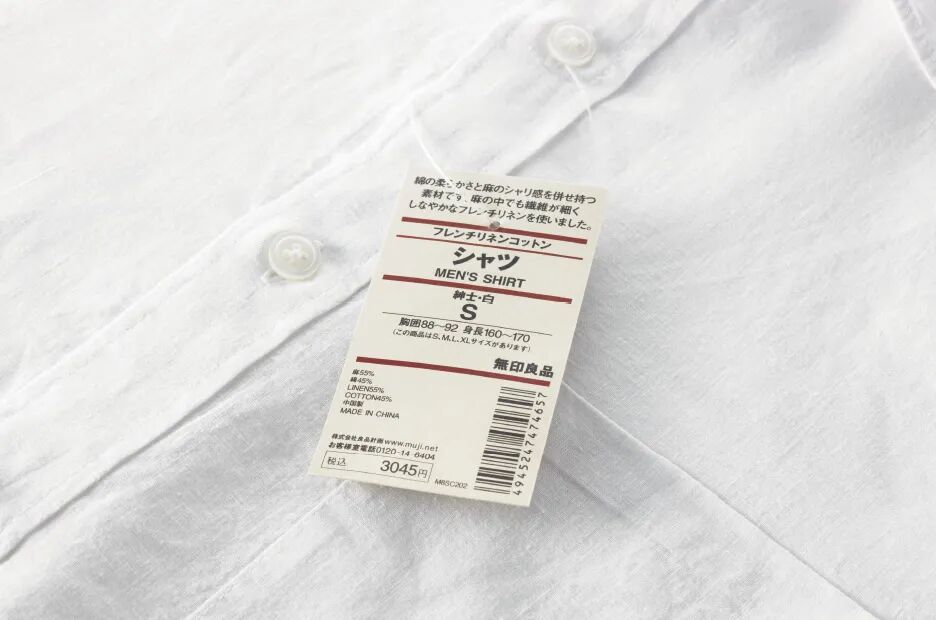 綿の柔らかさと麻のシャリ感を併せ持つ
素材です。麻の中でも繊維が細く
しなやかなフレンチリネンを使いました。
フレンチリネンコットン
シャツ
MEN'S SHIRT
紳士・白
S
胸囲88〜92 身長160〜170
(この商品はS、M、L、XLサイズがあります)
無印良品
麻55%
綿45%
LINEN55%
COTTON45%
中国製
MADE IN CHINA
株式会社良品計画www.muji.net
お客様室電話0120-14-6404
税込 3045円
M8SC202
4945247474657